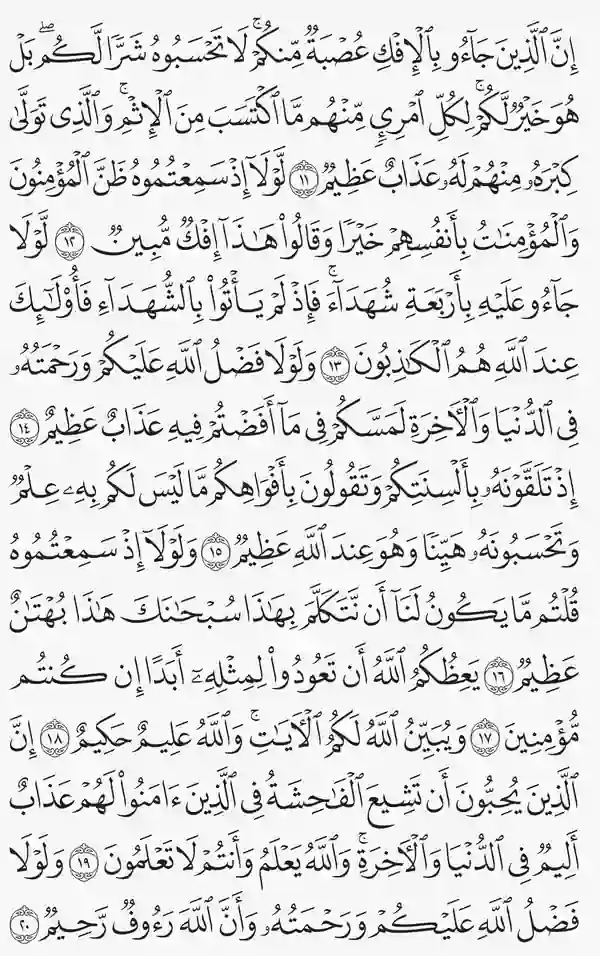 إِنَّ ٱلَّذِينَ جَآءُو بِٱلْإِفْكِ عُصْبَةٌ مِّنكُمْ ۚ لَا تَحْسَبُوهُ شَرًّا لَّكُم ۖ بَلْ
هُوَ خَيْرٌ لَّكُمْ ۚ لِكُلِّ ٱمْرِئٍ مِّنْهُم مَّا ٱكْتَسَبَ مِنَ ٱلْإِثْمِ ۚ وَٱلَّذِى تَوَلَّىٰ
كِبْرَهُۥ مِنْهُمْ لَهُۥ عَذَابٌ عَظِيمٌ ١١ لَّوْلَآ إِذْ سَمِعْتُمُوهُ ظَنَّ ٱلْمُؤْمِنُونَ
وَٱلْمُؤْمِنَٰتُ بِأَنفُسِهِمْ خَيْرًا وَقَالُوا۟ هَٰذَآ إِفْكٌ مُّبِينٌ ١٢ لَّوْلَا
جَآءُو عَلَيْهِ بِأَرْبَعَةِ شُهَدَآءَ ۚ فَإِذْ لَمْ يَأْتُوا۟ بِٱلشُّهَدَآءِ فَأُو۟لَٰٓئِكَ
عِندَ ٱللَّهِ هُمُ ٱلْكَٰذِبُونَ ١٣ وَلَوْلَا فَضْلُ ٱللَّهِ عَلَيْكُمْ وَرَحْمَتُهُۥ
فِى ٱلدُّنْيَا وَٱلْءَاخِرَةِ لَمَسَّكُمْ فِى مَآ أَفَضْتُمْ فِيهِ عَذَابٌ عَظِيمٌ ١٤
إِذْ تَلَقَّوْنَهُۥ بِأَلْسِنَتِكُمْ وَتَقُولُونَ بِأَفْوَاهِكُم مَّا لَيْسَ لَكُم بِهِۦ عِلْمٌ
وَتَحْسَبُونَهُۥ هَيِّنًا وَهُوَ عِندَ ٱللَّهِ عَظِيمٌ ١٥ وَلَوْلَآ إِذْ سَمِعْتُمُوهُ
قُلْتُم مَّا يَكُونُ لَنَآ أَن نَّتَكَلَّمَ بِهَٰذَا سُبْحَٰنَكَ هَٰذَا بُهْتَٰنٌ
عَظِيمٌ ١٦ يَعِظُكُمُ ٱللَّهُ أَن تَعُودُوا۟ لِمِثْلِهِۦٓ أَبَدًا إِن كُنتُم
مُّؤْمِنِينَ ١٧ وَيُبَيِّنُ ٱللَّهُ لَكُمُ ٱلْءَايَٰتِ ۚ وَٱللَّهُ عَلِيمٌ حَكِيمٌ ١٨ إِنَّ
ٱلَّذِينَ يُحِبُّونَ أَن تَشِيعَ ٱلْفَٰحِشَةُ فِى ٱلَّذِينَ ءَامَنُوا۟ لَهُمْ عَذَابٌ
أَلِيمٌ فِى ٱلدُّنْيَا وَٱلْءَاخِرَةِ ۚ وَٱللَّهُ يَعْلَمُ وَأَنتُمْ لَا تَعْلَمُونَ ١٩ وَلَوْلَا
فَضْلُ ٱللَّهِ عَلَيْكُمْ وَرَحْمَتُهُۥ وَأَنَّ ٱللَّهَ رَءُوفٌ رَّحِيمٌ ٢٠